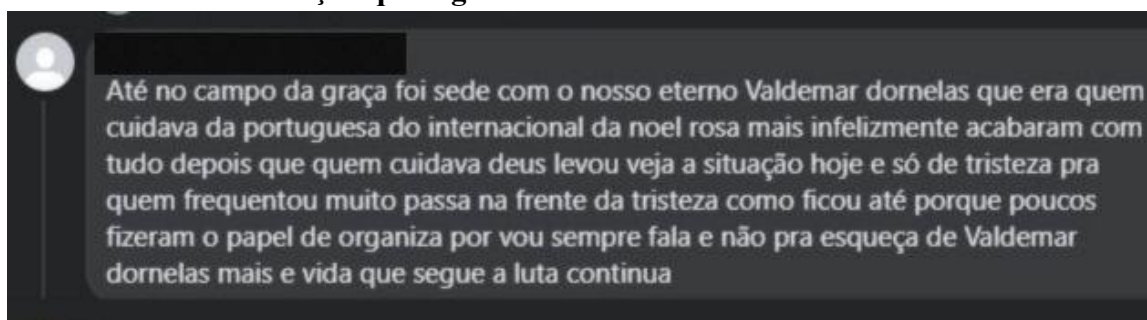 Até no campo da graça foi sede com o nosso eterno Valdemar dornelas que era quem
cuidava da portuguesa do internacional da noel rosa mais infelizmente acabaram com
tudo depois que quem cuidava deus levou veja a situação hoje e só de tristeza pra
quem frequentou muito passa na frente da tristeza como ficou até porque poucos
fizeram o papel de organiza por vou sempre fala e não pra esqueça de Valdemar
dornelas mais e vida que segue a luta continua